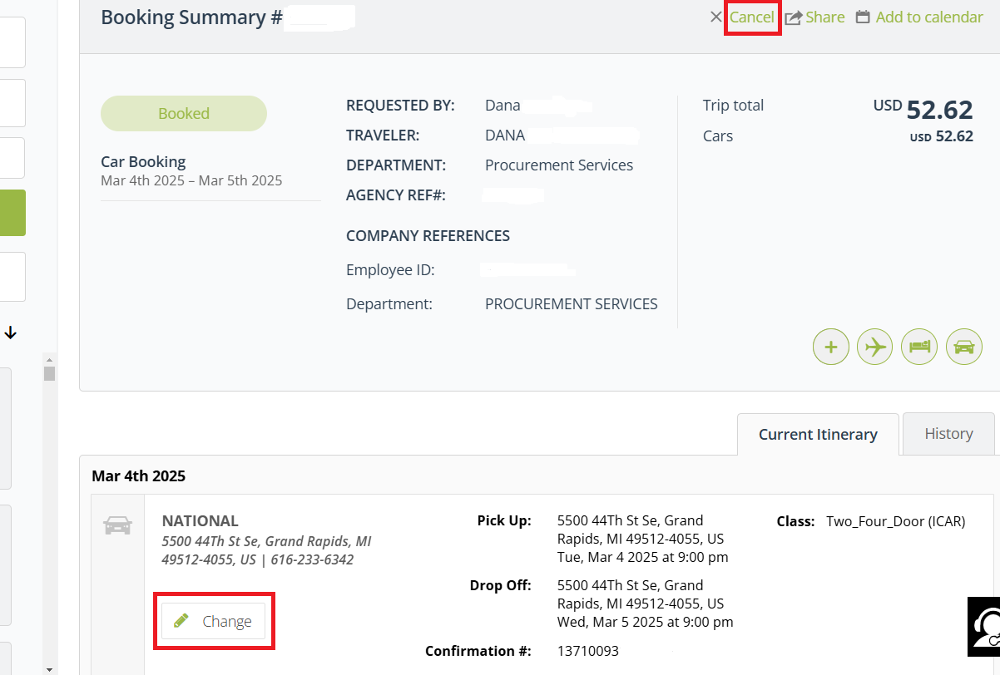 Booking Summary #
Cancel Share Add to calendar
Booked
Car Booking
Mar 4th 2025 – Mar 5th 2025
REQUESTED BY: Dana
TRAVELER: DANA
DEPARTMENT: Procurement Services
AGENCY REF#:
COMPANY REFERENCES
Employee ID:
Department: PROCUREMENT SERVICES
Trip total USD 52.62
Cars USD 52.62
Current Itinerary History
Mar 4th 2025
NATIONAL
5500 44Th St Se, Grand Rapids, MI
49512-4055, US | 616-233-6342
Change
Pick Up: 5500 44Th St Se, Grand
Rapids, MI 49512-4055, US
Tue, Mar 4 2025 at 9:00 pm
Drop Off: 5500 44Th St Se, Grand
Rapids, MI 49512-4055, US
Wed, Mar 5 2025 at 9:00 pm
Confirmation #: 13710093
Class: Two_Four_Door (ICAR)